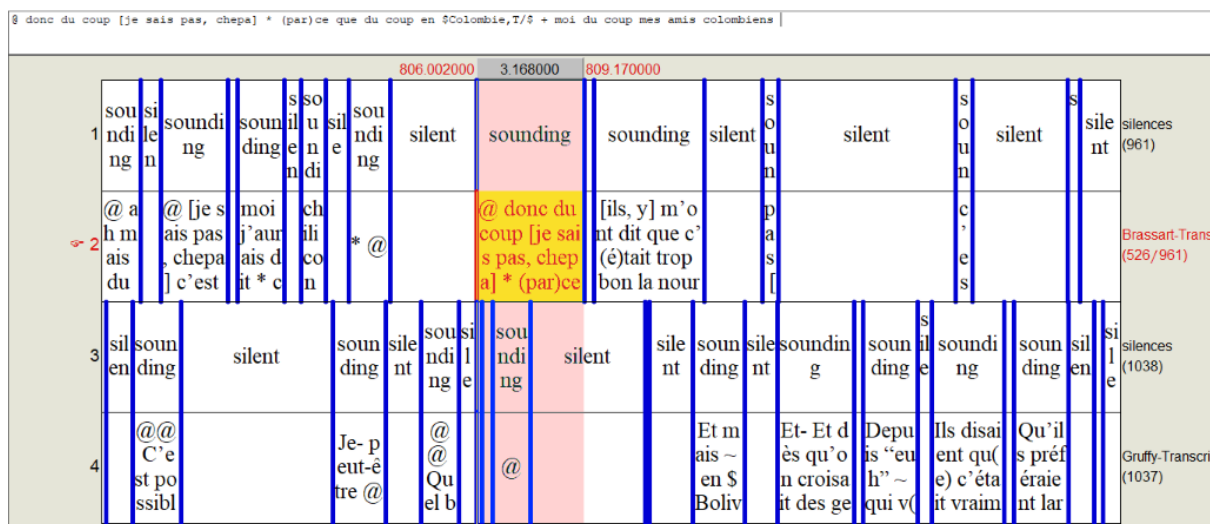 @ donc du coup [je sais pas, chepa] * (par)ce que du coup en $Colombie,T/$ + moi du coup mes amis colombiens
806.002000 3.168000 809.170000
1
sou
ndi
ng
si
le
n
soundi
ng
soun
ding
s
il
e
n
so
u
n
di
sil
e
sou
ndi
ng
silent
sounding
sounding
silent
s
o
u
n
silent
s
o
u
n
silent
s
sile
nt
silences
(961)
2
@ a
h m
ais
du
@ [je s
ais pas
, chepa
] c'est
moi
j'aur
ais d
it * c
ch
ili
co
n
* @
@ donc du
coup [je sai
s pas, chep
a] * (par)ce
[ils, y] m'o
nt dit que c'
(é)tait trop
bon la nour
p
a
s
[
c
'
e
s
Brassart-Trans
(526/961)
3
sil
en
soun
ding
silent
soun
ding
sile
nt
sou
ndi
ng
si
l
e
sou
ndi
ng
silent
sile
nt
soun
ding
sile
nt
soundin
g
soun
ding
s
il
e
soundi
ng
soun
ding
sil
en
si
l
e
silences
(1038)
4
@@
C'e
st po
ssibl
Je- p
eut-ê
tre @
@
@
Qu
el b
@
Et m
ais ~
en $
Boliv
Et- Et d
ès qu'o
n croisa
it des ge
Depu
is “eu
h” ~
qui v(
Ils disai
ent qu(
e) c'éta
it vraim
Qu'il
s préf
éraie
nt lar
Gruffy-Transcri
(1037)